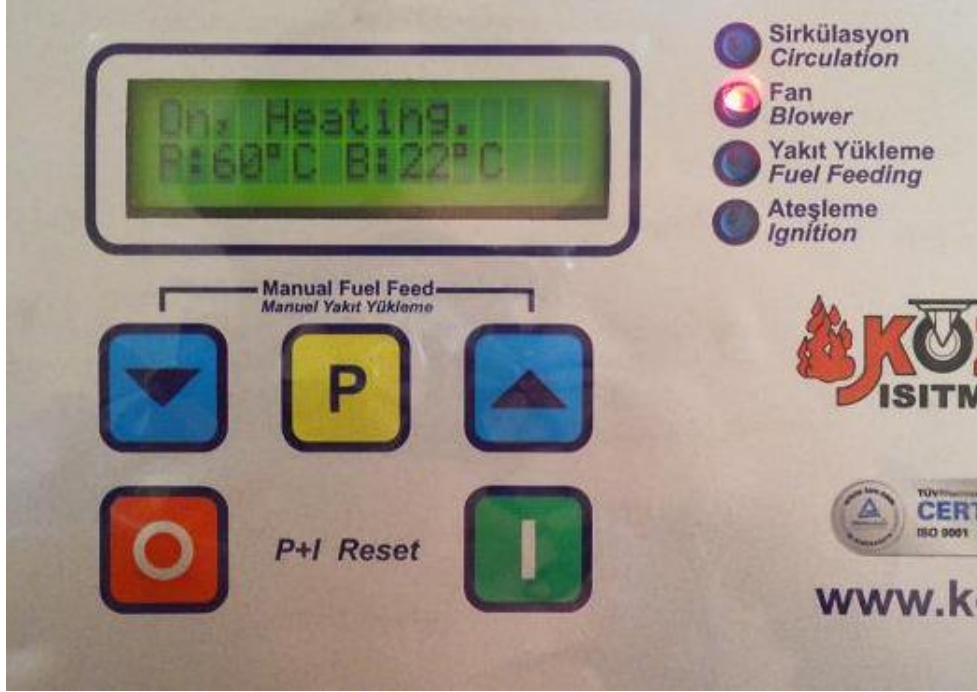 On, Heating.
A:60°C B:22°C
Sirkülasyon
Circulation
Fan
Blower
Yakıt Yükleme
Fuel Feeding
Ateşleme
Ignition
Manual Fuel Feed
Manuel Yakıt Yükleme
P
P+I Reset
I
ISITM
CERT
ISO 9001
www.k